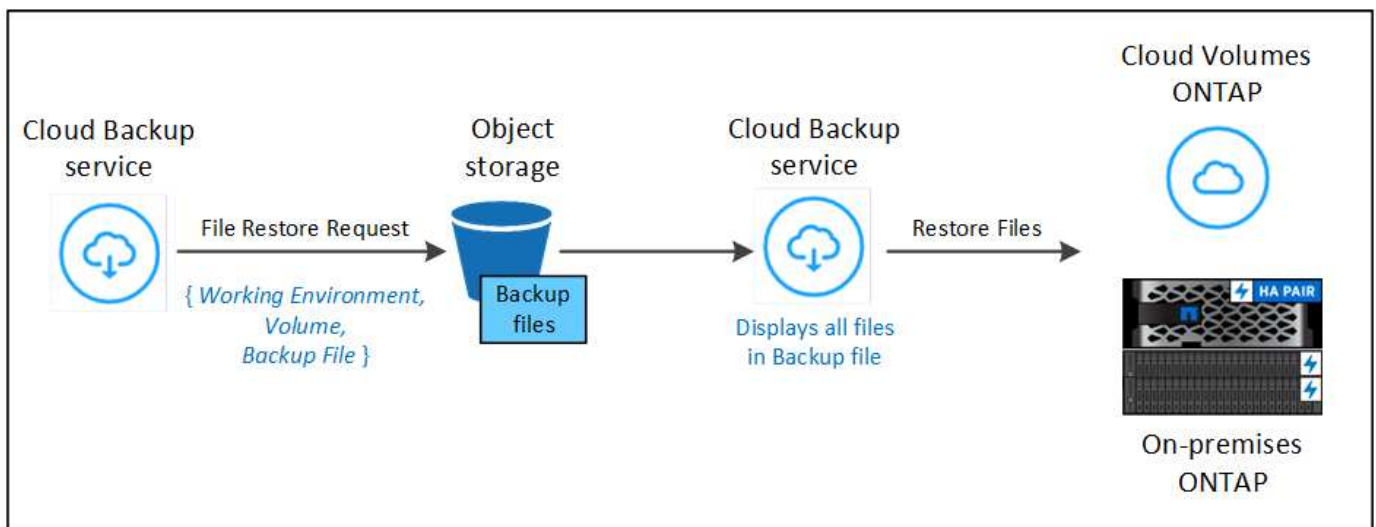 Cloud Backup
service
File Restore Request
{ Working Environment,
Volume,
Backup File }
Object
storage
Backup
files
Cloud Backup
service
Displays all files
in Backup file
Restore Files
Cloud Volumes
ONTAP
HA PAIR
On-premises
ONTAP